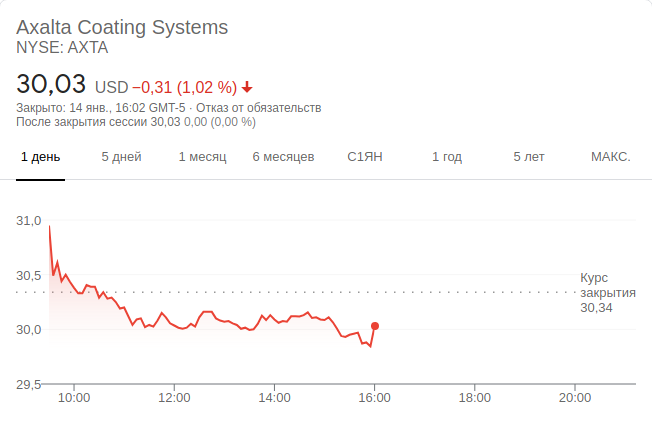 Axalta Coating Systems
NYSE: AXTA
30,03 USD −0,31 (1,02 %)
Закрыто: 14 янв., 16:02 GMT-5 · Отказ от обязательств
После закрытия сессии 30,03 0,00 (0,00 %)
1 день 5 дней 1 месяц 6 месяцев С1ЯН 1 год 5 лет МАКС.
31,0
30,5
30,0
29,5
Курс
закрытия
30,34
10:00 12:00 14:00 16:00 18:00 20:00